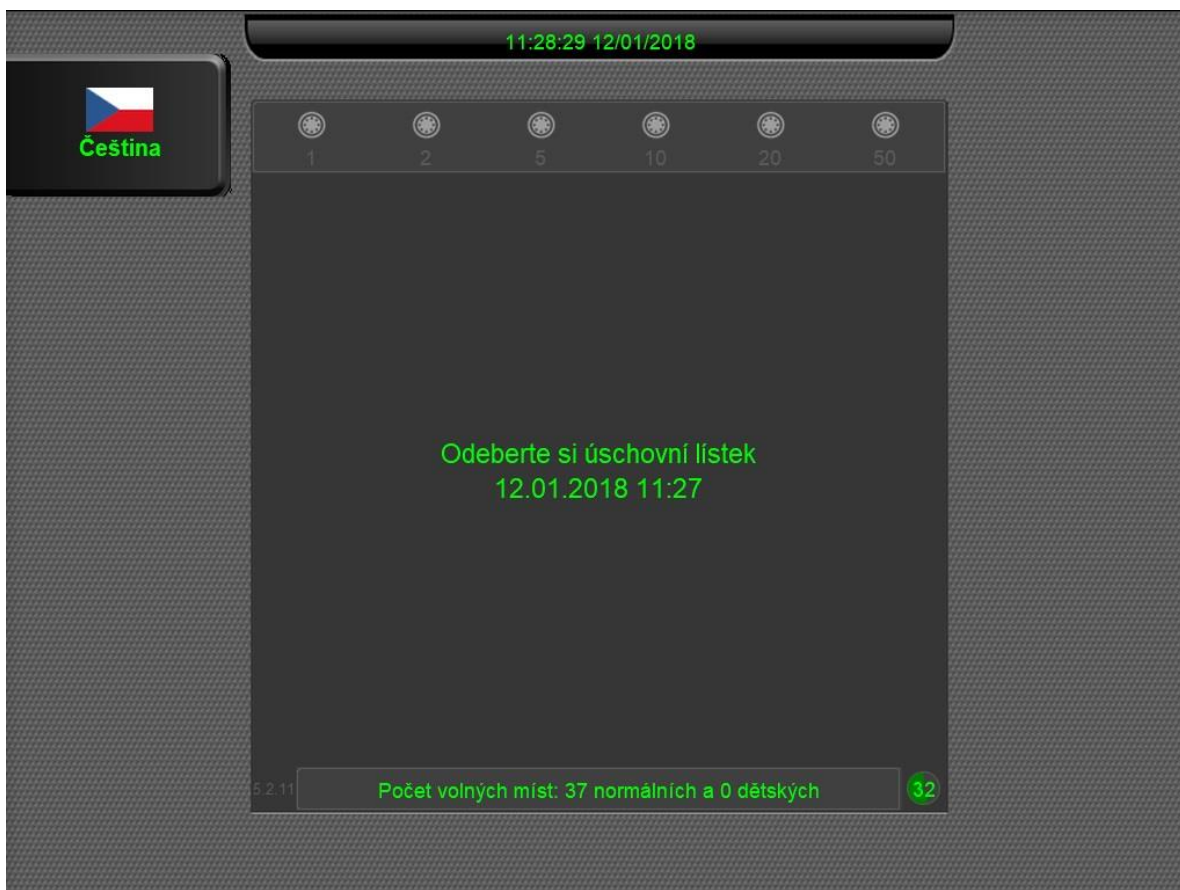 11:28:29 12/01/2018
Čeština
1 2 5 10 20 50
Odeberte si úschovní lístek
12.01.2018 11:27
5.2.11
Počet volných míst: 37 normálních a 0 dětských
32